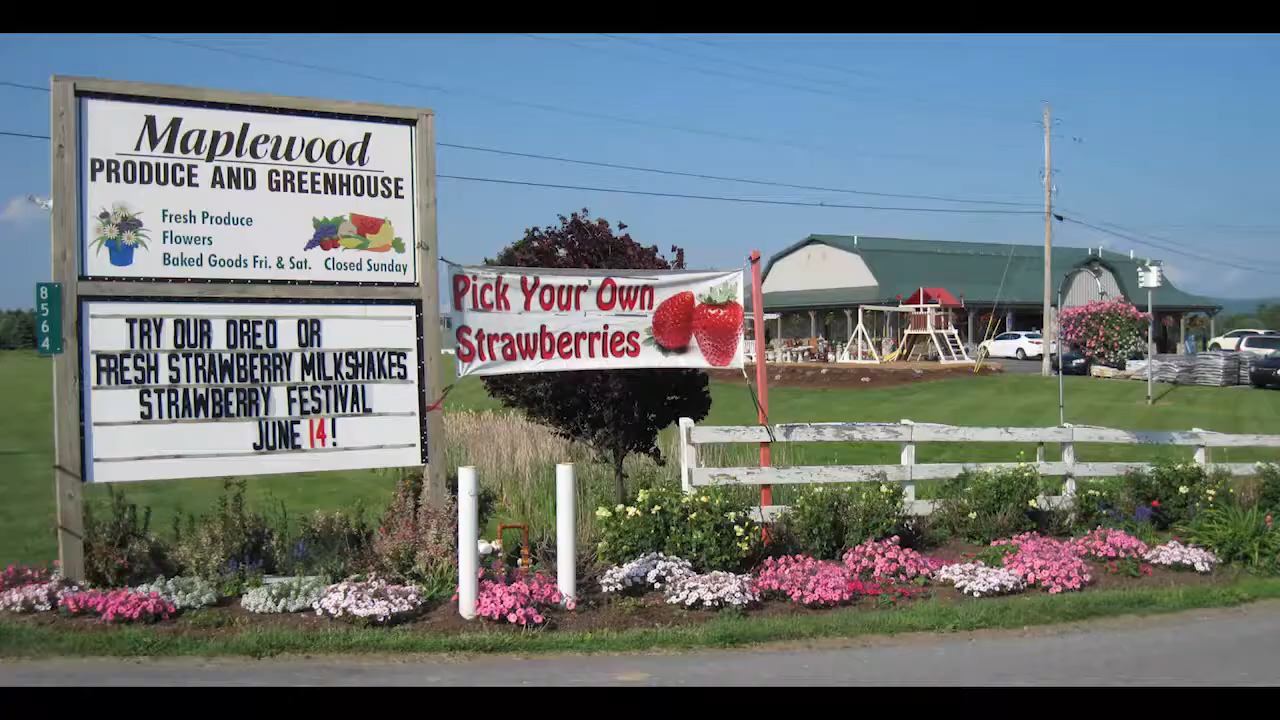 Maplewood
PRODUCE AND GREENHOUSE
Fresh Produce
Flowers
Baked Goods Fri. & Sat. Closed Sunday
8564
TRY OUR OREO OR
FRESH STRAWBERRY MILKSHAKES
STRAWBERRY FESTIVAL
JUNE 14!
Pick Your Own
Strawberries